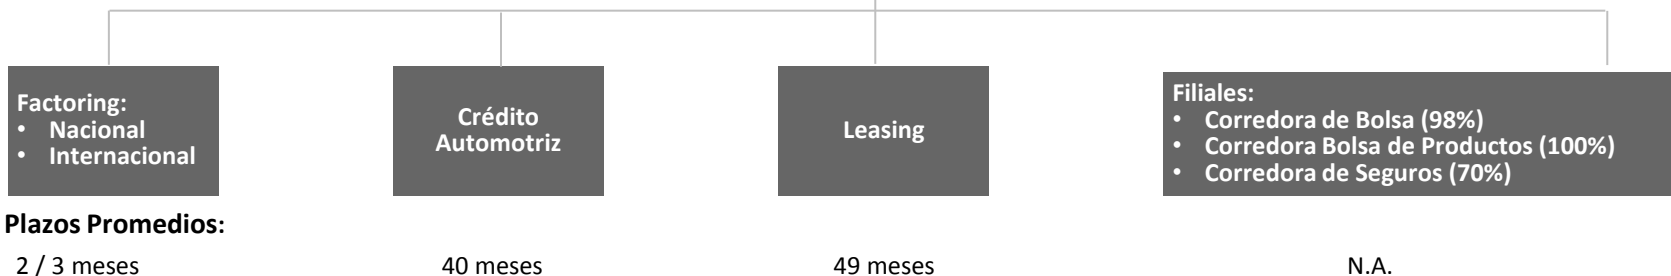 Factoring:
• Nacional
• Internacional
Crédito
Automotriz
Leasing
Filiales:
• Corredora de Bolsa (98%)
• Corredora Bolsa de Productos (100%)
• Corredora de Seguros (70%)
Plazos Promedios:
2 / 3 meses
40 meses
49 meses
N.A.